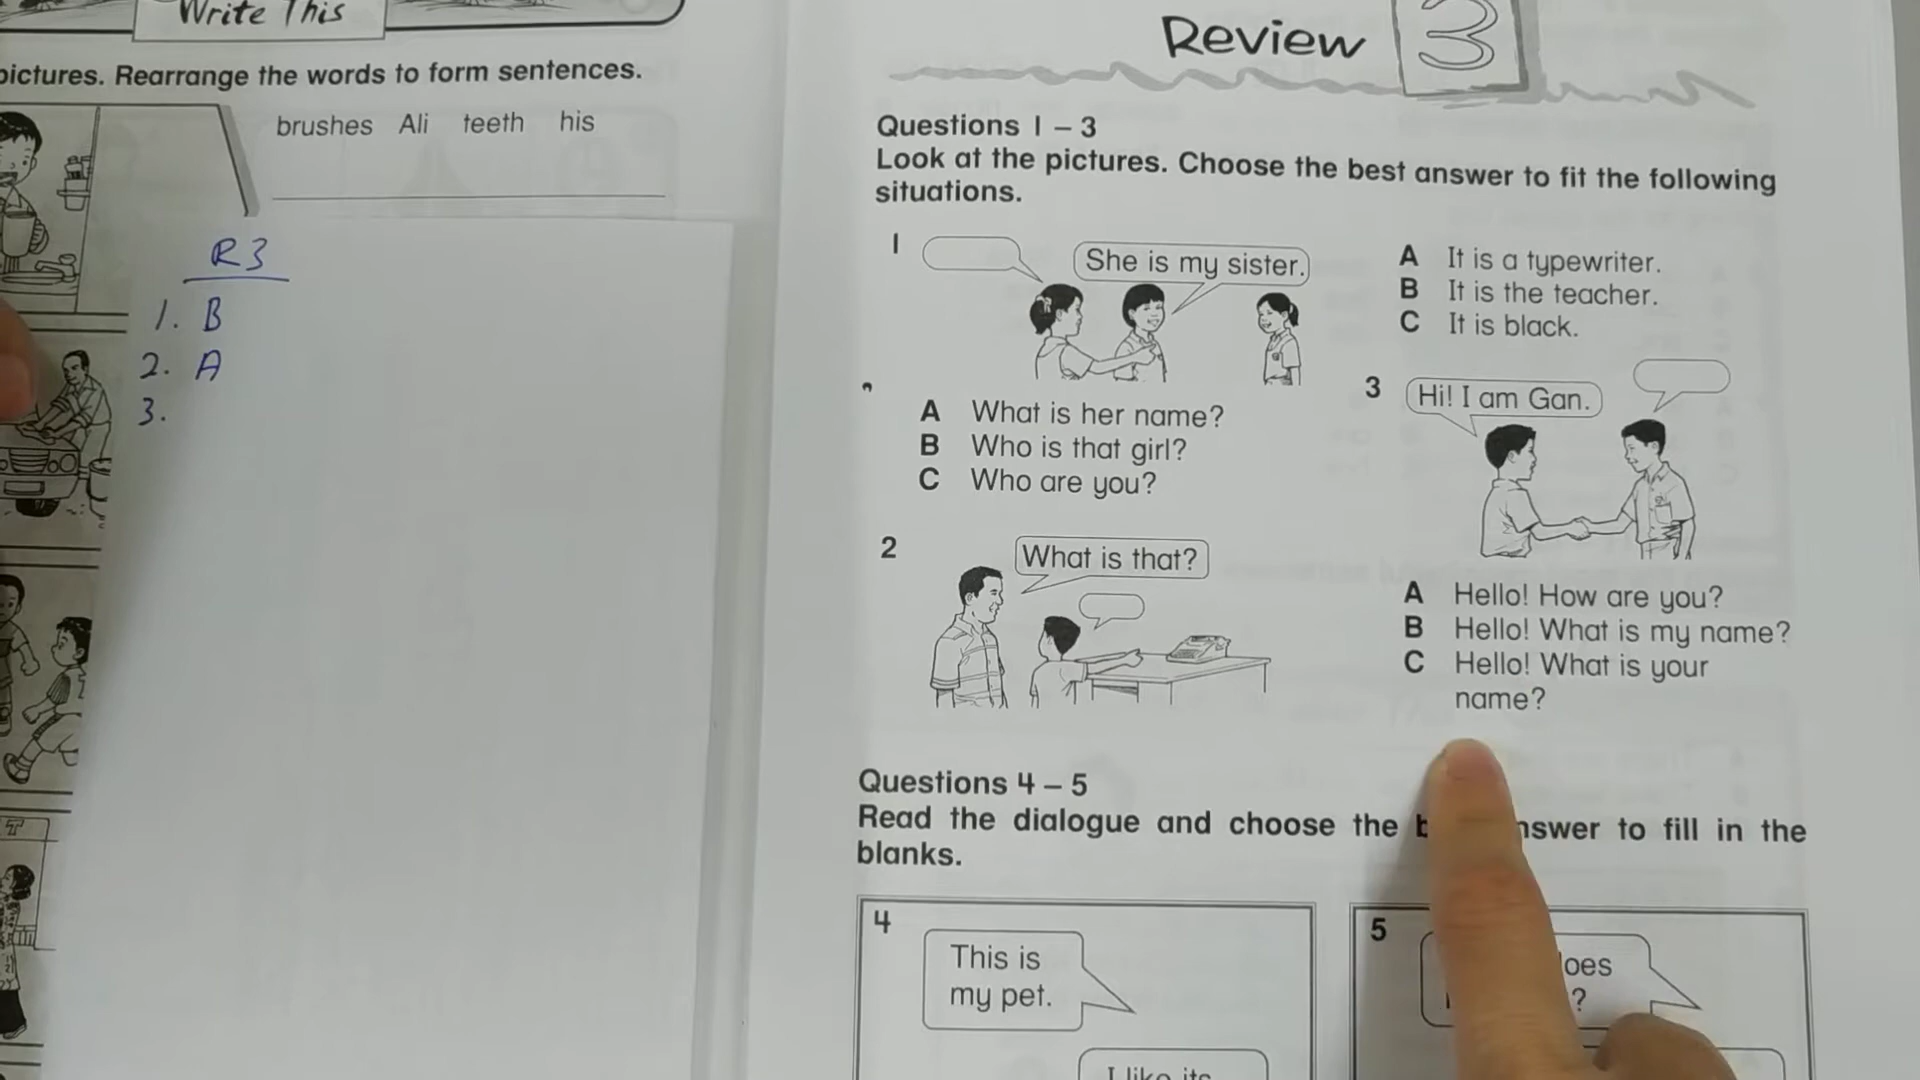 Write This
pictures. Rearrange the words to form sentences.
brushes Ali teeth his
R3
1. B
2. A
3.
T
Review 3
Questions 1 – 3
Look at the pictures. Choose the best answer to fit the following
situations.
1
She is my sister.
A What is her name?
B Who is that girl?
C Who are you?
2
What is that?
A It is a typewriter.
B It is the teacher.
C It is black.
3
Hi! I am Gan.
A Hello! How are you?
B Hello! What is my name?
C Hello! What is your
name?
Questions 4 – 5
Read the dialogue and choose the answer to fill in the
blanks.
4
This is
my pet.
I like its
5
?